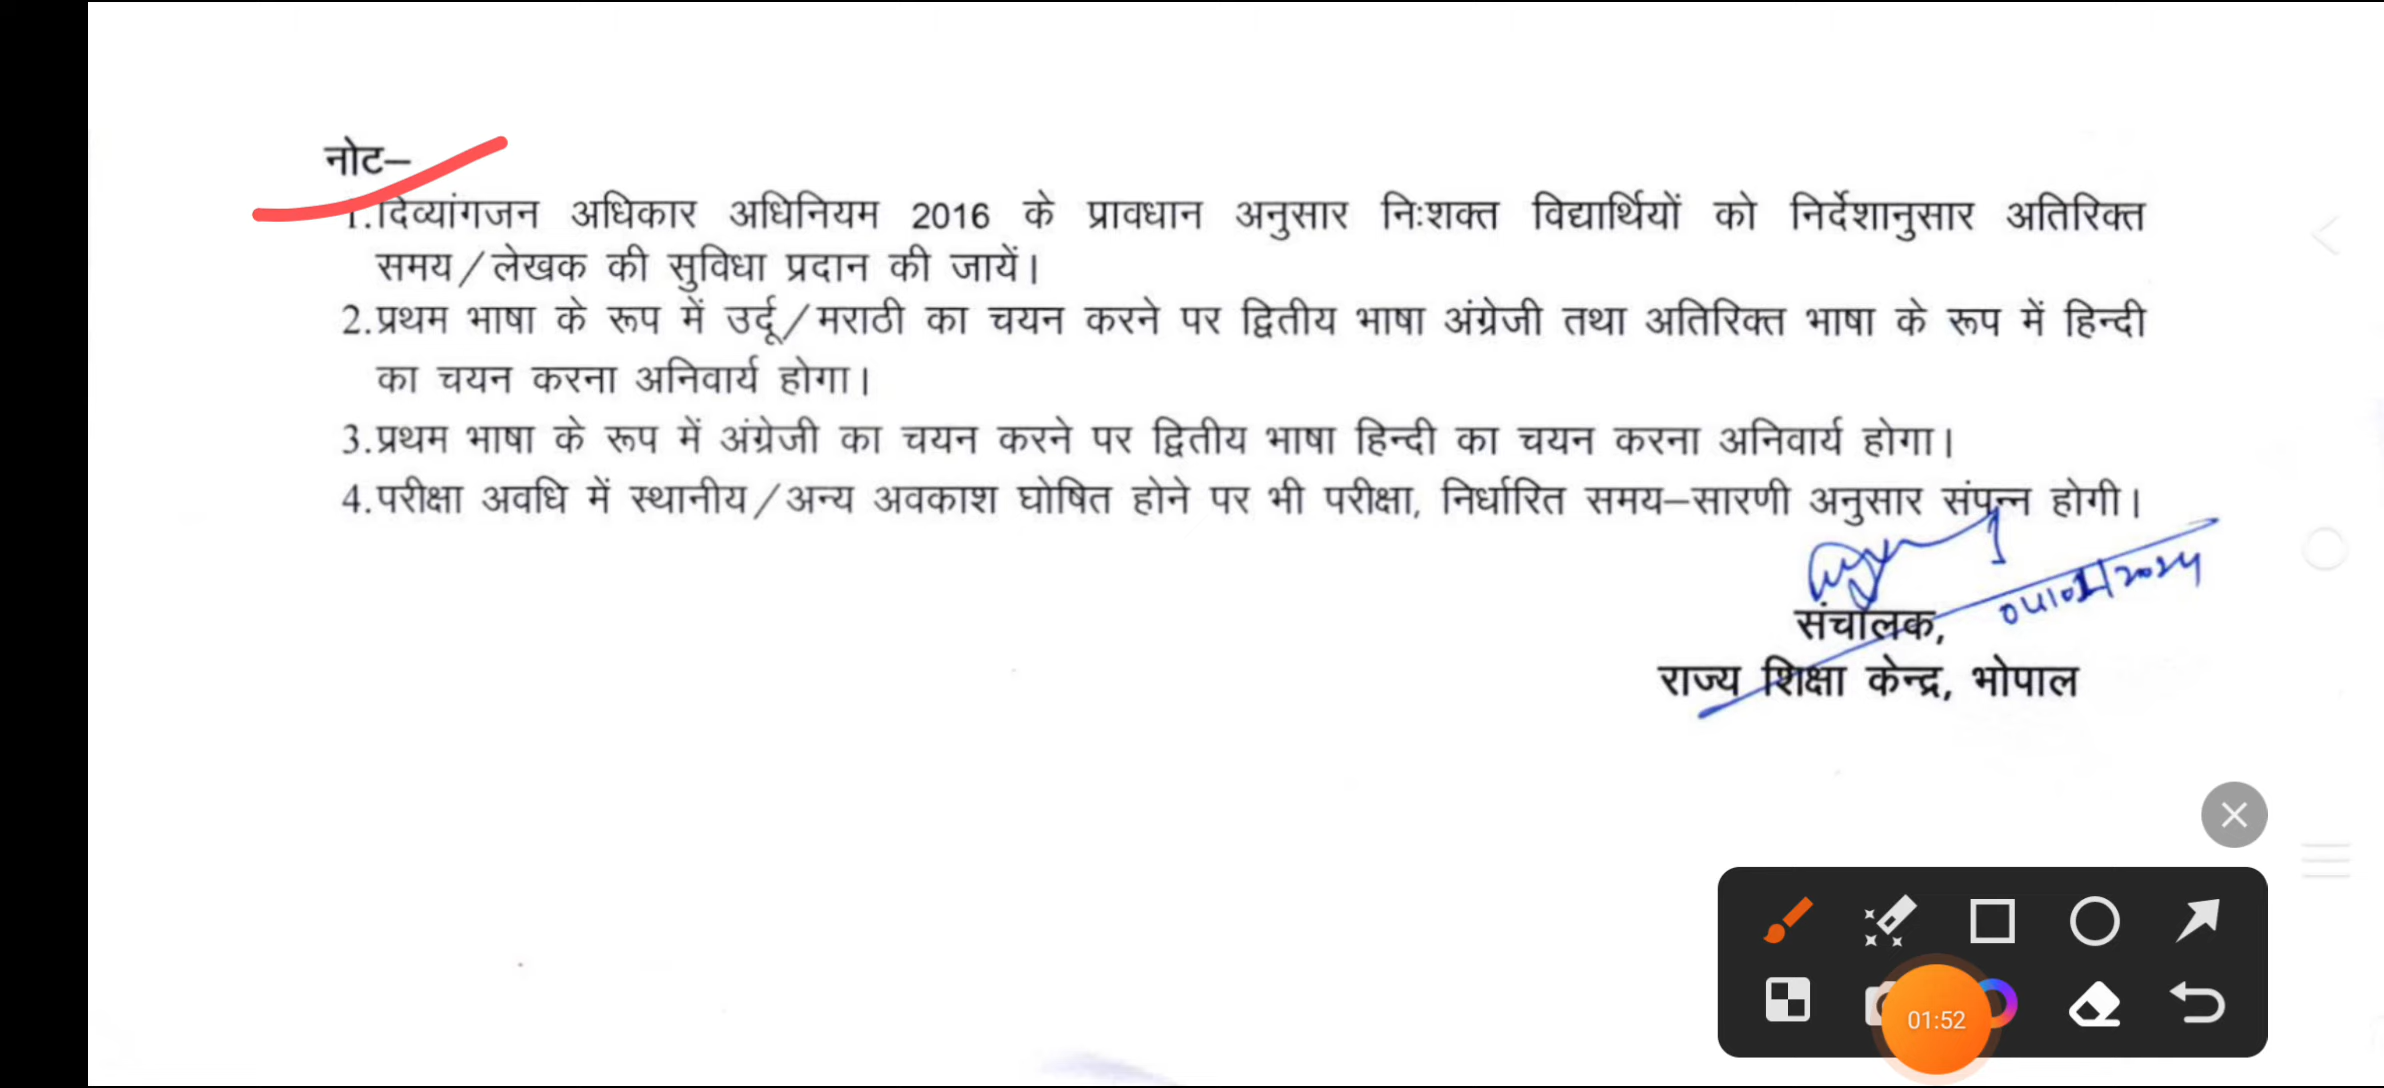 नोट–
1.दिव्यांगजन अधिकार अधिनियम 2016 के प्रावधान अनुसार निःशक्त विद्यार्थियों को निर्देशानुसार अतिरिक्त
समय/लेखक की सुविधा प्रदान की जायें।
2.प्रथम भाषा के रूप में उर्दू/मराठी का चयन करने पर द्वितीय भाषा अंग्रेजी तथा अतिरिक्त भाषा के रूप में हिन्दी
का चयन करना अनिवार्य होगा।
3.प्रथम भाषा के रूप में अंग्रेजी का चयन करने पर द्वितीय भाषा हिन्दी का चयन करना अनिवार्य होगा।
4.परीक्षा अवधि में स्थानीय/अन्य अवकाश घोषित होने पर भी परीक्षा, निर्धारित समय–सारणी अनुसार संपन्न होगी।
संचालक,
राज्य शिक्षा केन्द्र, भोपाल
01:52